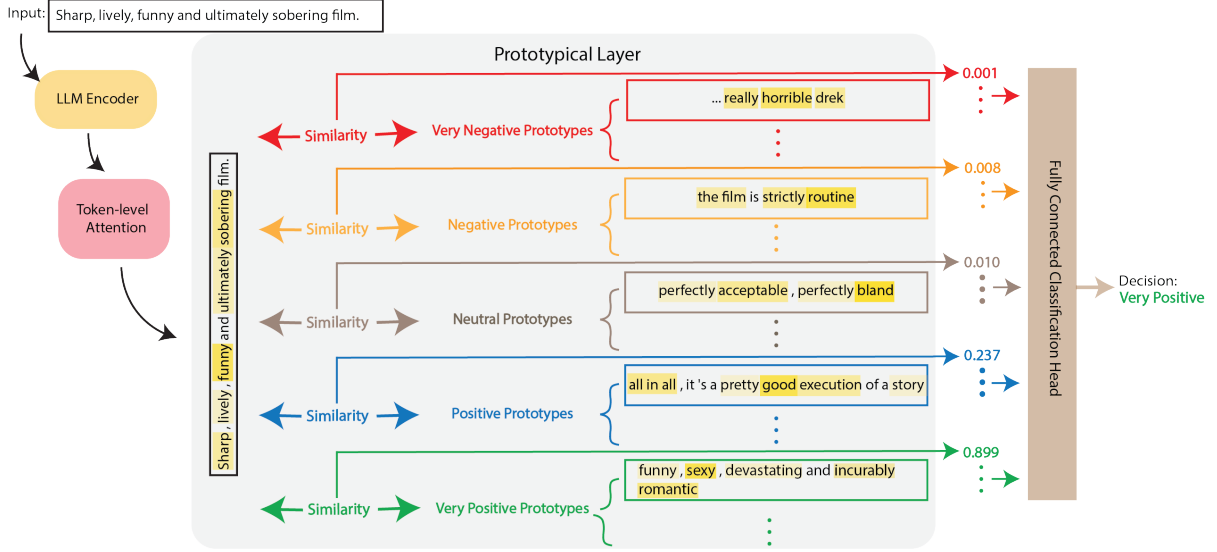 Input: Sharp, lively, funny and ultimately sobering film.
Prototypical Layer
LLM Encoder
Token-level
Attention
Sharp, lively , funny and ultimately sobering film.
Similarity
Very Negative Prototypes
... really horrible drek
0.001
Similarity
Negative Prototypes
the film is strictly routine
0.008
Similarity
Neutral Prototypes
perfectly acceptable , perfectly bland
0.010
Similarity
Positive Prototypes
all in all , it 's a pretty good execution of a story
0.237
Similarity
Very Positive Prototypes
funny , sexy , devastating and incurably
romantic
0.899
Fully Connected Classification Head
Decision:
Very Positive